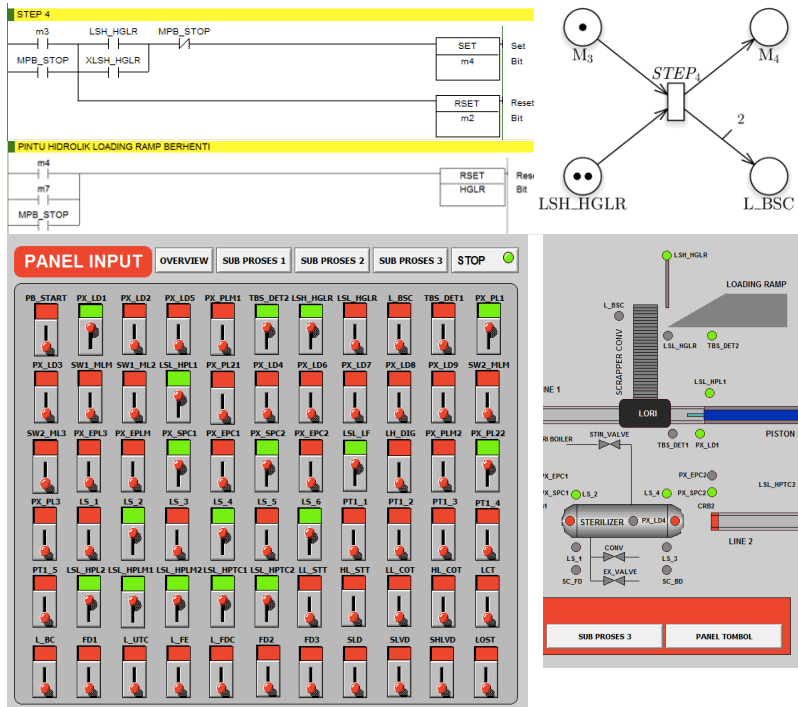 STEP 4
m3 LSH_HGLR MPB_STOP
SET Set
m4 Bit
MPB_STOP XLSH_HGLR
RSET Reset
m2 Bit
PINTU HIDROLIK LOADING RAMP BERHENTI
m4
RSET Rese
HGLR Bit
m7
MPB_STOP
M3 M4
STEP4
2
LSH_HGLR L_BSC
PANEL INPUT OVERVIEW SUB PROSES 1 SUB PROSES 2 SUB PROSES 3 STOP
PB_START PX_LD1 PX_LD2 PX_LD5 PX_PLM1 TBS_DET2 LSH_HGLR LSL_HGLR L_BSC TBS_DET1 PX_PL1
PX_LD3 SW1_MLM SW1_ML2 LSL_HPL1 PX_PL21 PX_LD4 PX_LD6 PX_LD7 PX_LD8 PX_LD9 SW2_MLM
SW2_ML3 PX_EPL3 PX_EPLM PX_SPC1 PX_EPC1 PX_SPC2 PX_EPC2 LSL_LF LH_DIG PX_PLM2 PX_PL22
PX_PL3 LS_1 LS_2 LS_3 LS_4 LS_5 LS_6 PT1_1 PT1_2 PT1_3 PT1_4
PT1_5 LSL_HPL2 LSL_HPLM1 LSL_HPLM2 LSL_HPTC1 LSL_HPTC2 LL_STT HL_STT LL_COT HL_COT LCT
L_BC FD1 L_UTC L_FE L_FDC FD2 FD3 SLD SLVD SHLVD LOST
LSH_HGLR
LOADING RAMP
L_BSC
LSL_HGLR TBS_DET2
SCRAPPER CONV
LSL_HPL1
NE 1
LORI
PISTON
RI BOILER STIN_VALVE TBS_DET1 PX_LD1
X_EPC1 PX_EPC2
LSL_HPTC2
X_SPC1 LS_2 LS_4 PX_SPC2
01 CRB2
STERILIZER PX_LD4
LINE 2
LS_1 CONV LS_3
SC_FD EX_VALVE SC_BD
SUB PROSES 3 PANEL TOMBOL